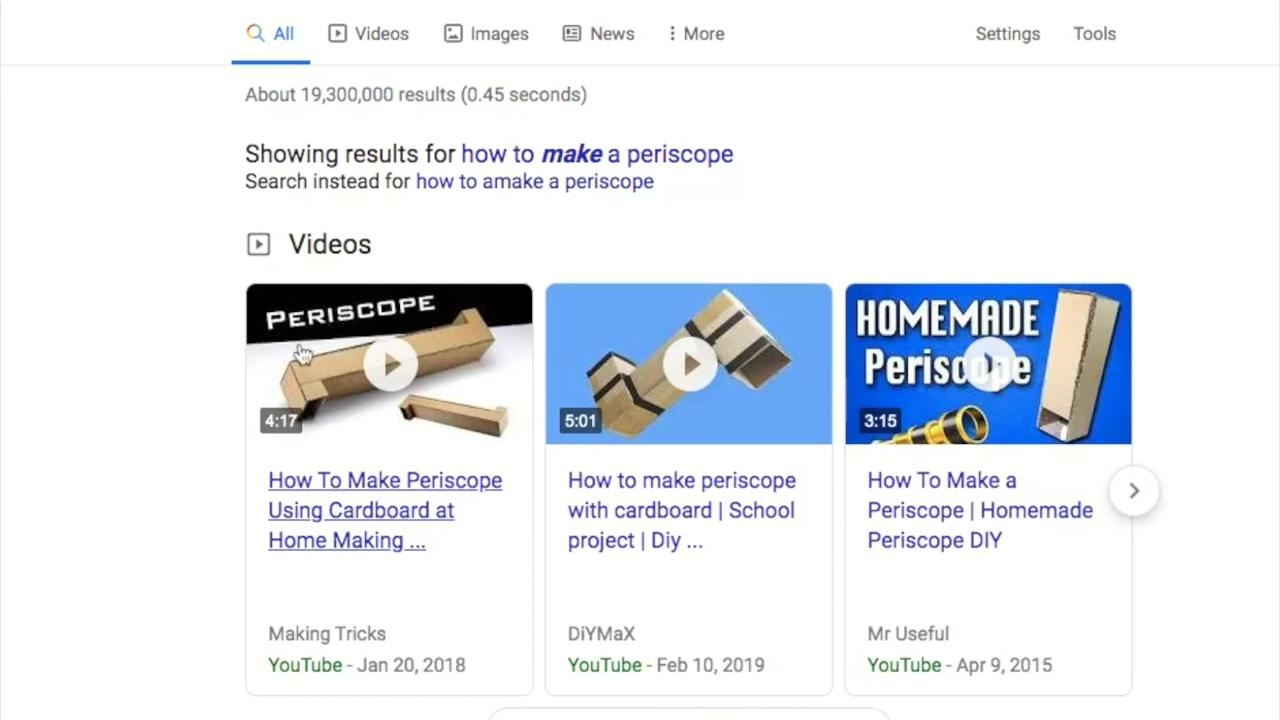 All Videos Images News More Settings Tools
About 19,300,000 results (0.45 seconds)
Showing results for how to make a periscope
Search instead for how to amake a periscope
Videos
PERISCOPE
4:17
How To Make Periscope
Using Cardboard at
Home Making ...
Making Tricks
YouTube - Jan 20, 2018
5:01
How to make periscope
with cardboard | School
project | Diy ...
DiYMaX
YouTube - Feb 10, 2019
HOMEMADE
Periscope
3:15
How To Make a
Periscope | Homemade
Periscope DIY
Mr Useful
YouTube - Apr 9, 2015